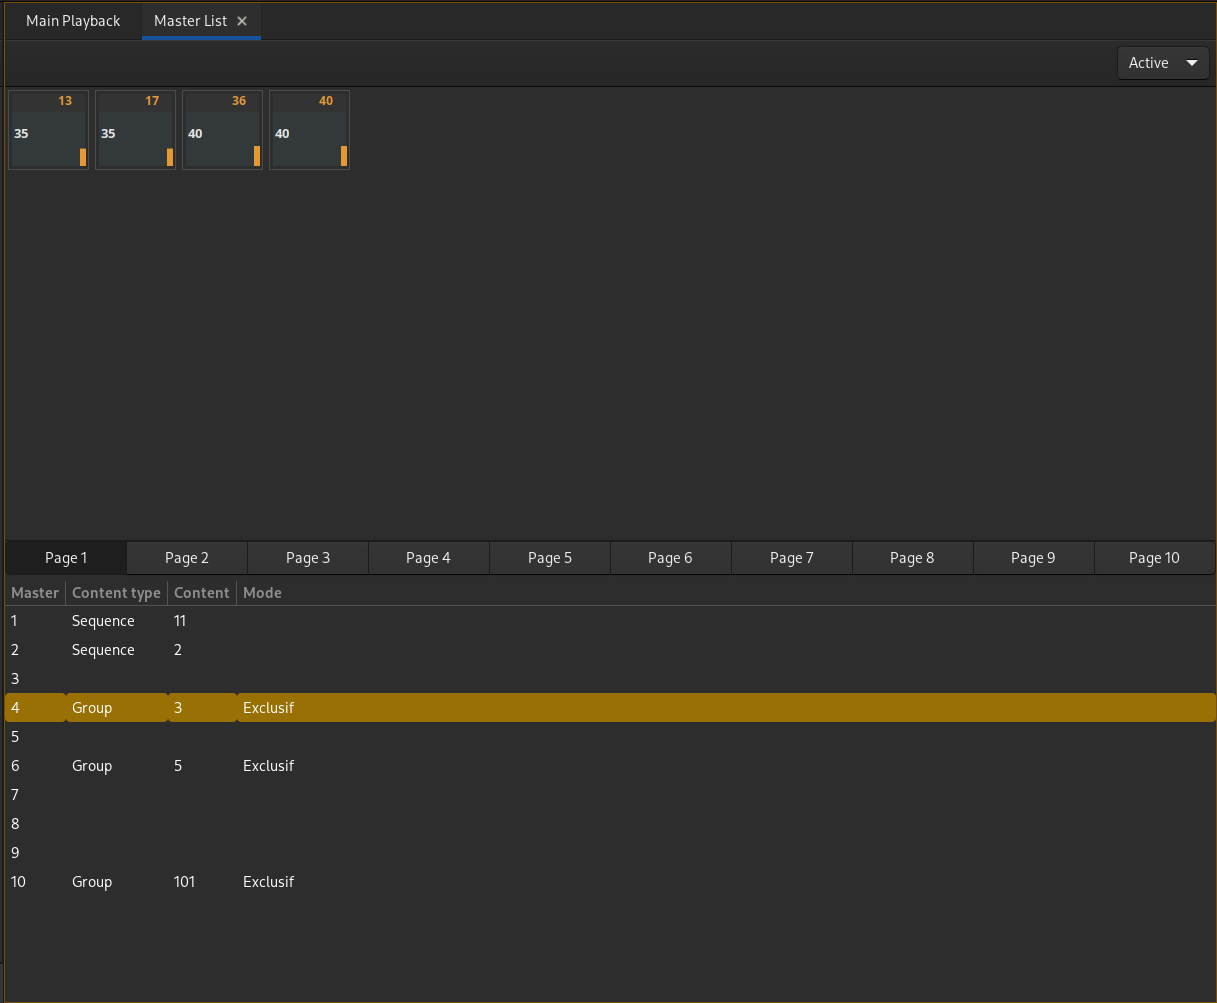 Main Playback Master List
Active
13 17 36 40
35 35 40 40
Page 1 Page 2 Page 3 Page 4 Page 5 Page 6 Page 7 Page 8 Page 9 Page 10
Master Content type Content Mode
1 Sequence 11
2 Sequence 2
3
4 Group 3 Exclusif
5
6 Group 5 Exclusif
7
8
9
10 Group 101 Exclusif